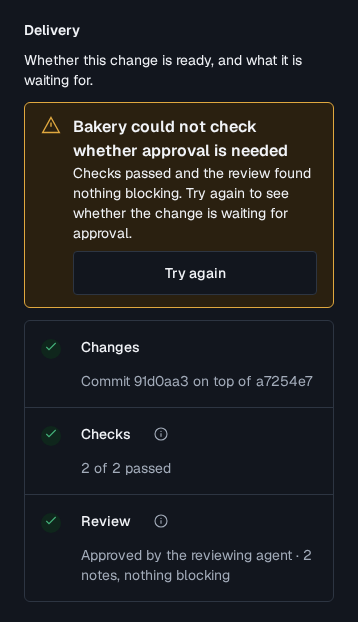 Delivery
Whether this change is ready, and what it is
waiting for.
Bakery could not check
whether approval is needed
Checks passed and the review found
nothing blocking. Try again to see
whether the change is waiting for
approval.
Try again
Changes
Commit 91d0aa3 on top of a7254e7
Checks
2 of 2 passed
Review
Approved by the reviewing agent · 2
notes, nothing blocking